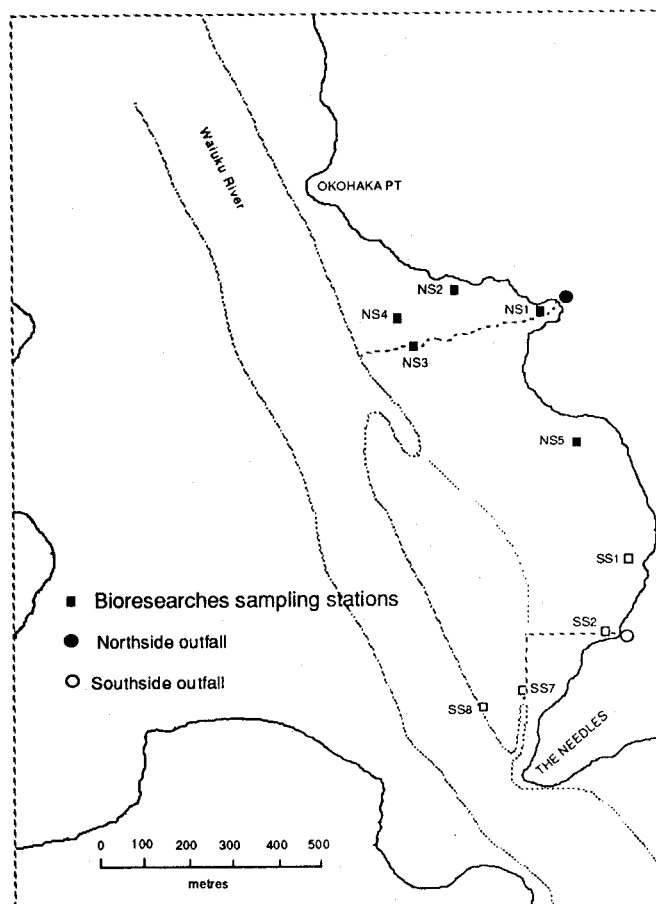 Waiuku River
OKOHAKA PT
NS2
NS1
NS4
NS3
NS5
SS1
SS2
SS7
SS8
THE NEEDLES
Bioresearches sampling stations
Northside outfall
Southside outfall
0 100 200 300 400 500
metres